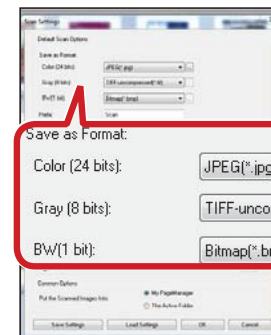 Scan Settings
Default Scan Options
Save as Format
Color (24 bits): JPEG(*.jpg)
Gray (8 bits): TIFF-uncompressed(*.tif)
BW(1 bit): Bitmap(*.bmp)
Prefix: Scan
Save as Format:
Color (24 bits): JPEG(*.jpg
Gray (8 bits): TIFF-unco
BW(1 bit): Bitmap(*.b
Common Options
Put the Scanned Images Into My PageManager
The Active Folder
Save Settings Load Settings OK Cancel